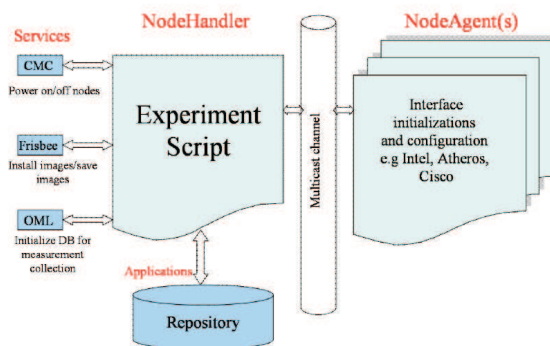 Services
NodeHandler
NodeAgent(s)
CMC
Power on/off nodes
Frisbee
Install images/save
images
OML
Initialize DB for
measurement
collection
Experiment
Script
Applications
Repository
Multicast channel
Interface
initializations
and configuration
e.g Intel, Atheros,
Cisco